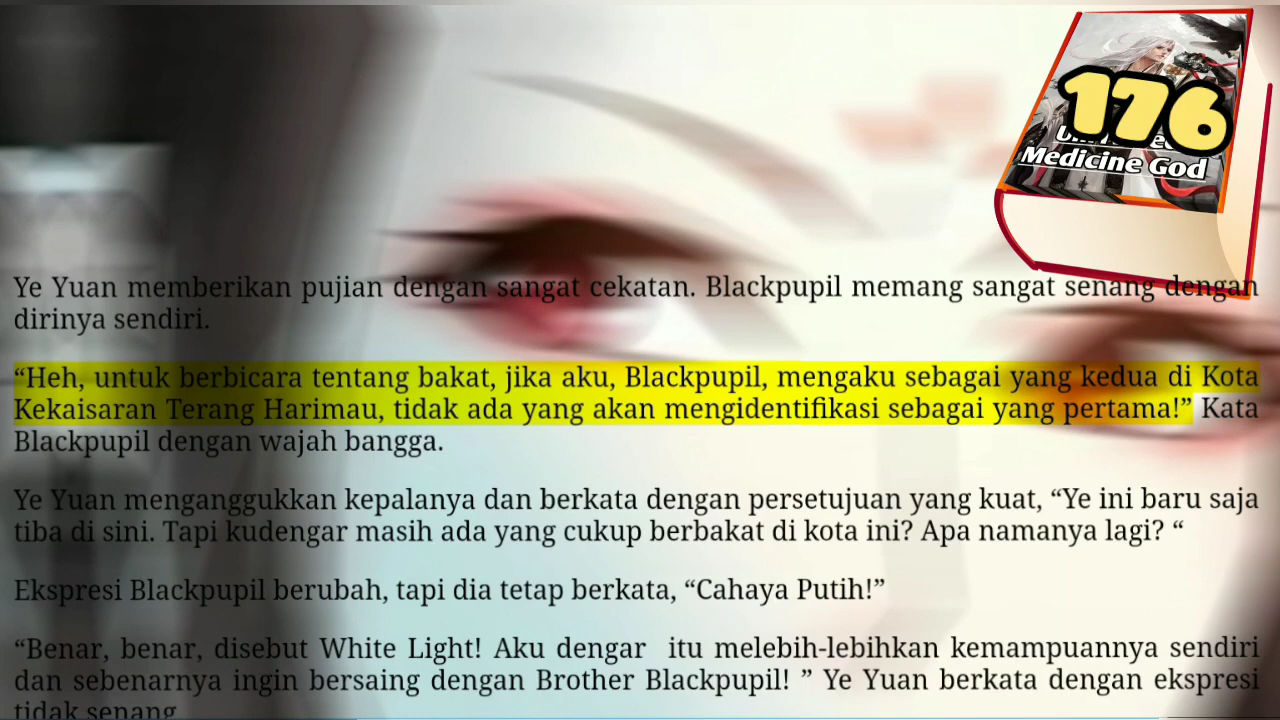 176
Medicine God
Ye Yuan memberikan pujian dengan sangat cekatan. Blackpupil memang sangat senang dengan
dirinya sendiri.
“Heh, untuk berbicara tentang bakat, jika aku, Blackpupil, mengaku sebagai yang kedua di Kota
Kekaisaran Terang Harimau, tidak ada yang akan mengidentifikasi sebagai yang pertama!” Kata
Blackpupil dengan wajah bangga.
Ye Yuan menganggukkan kepalanya dan berkata dengan persetujuan yang kuat, “Ye ini baru saja
tiba di sini. Tapi kudengar masih ada yang cukup berbakat di kota ini? Apa namanya lagi? “
Ekspresi Blackpupil berubah, tapi dia tetap berkata, “Cahaya Putih!”
“Benar, benar, disebut White Light! Aku dengar  itu melebih-lebihkan kemampuannya sendiri
dan sebenarnya ingin bersaing dengan Brother Blackpupil! ” Ye Yuan berkata dengan ekspresi
tidak senang